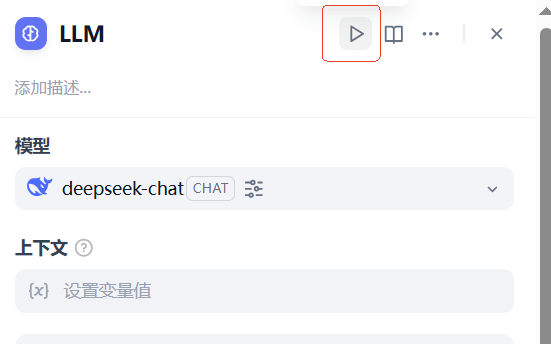 LLM
添加描述...
模型
deepseek-chat CHAT
上下文
{x} 设置变量值